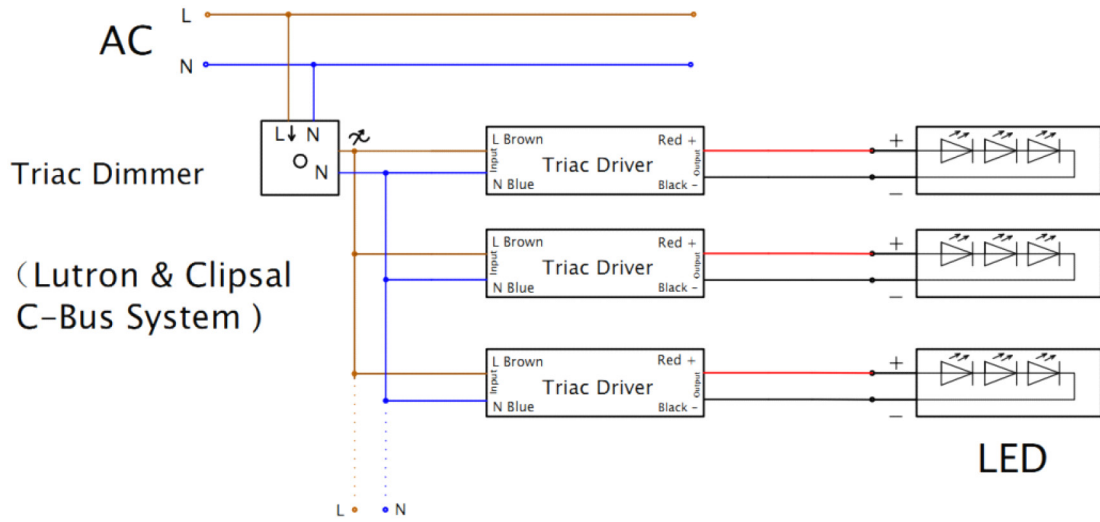 L
AC
N
L N
N
Triac Dimmer
(Lutron & Clipsal
C-Bus System )
L Brown
Input
N Blue
Triac Driver
Red +
Output
Black -
+
-
L Brown
Input
N Blue
Triac Driver
Red +
Output
Black -
+
-
L Brown
Input
N Blue
Triac Driver
Red +
Output
Black -
+
-
LED
L
N